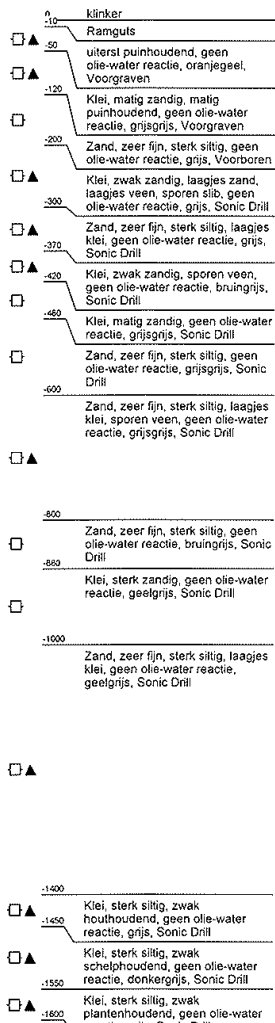 0 klinker
-10 Ramguts
-50 uiterst puinhoudend, geen
olie-water reactie, oranjegeel,
Voorgraven
-120 Klei, matig zandig, matig
puinhoudend, geen olie-water
reactie, grijsgrijs, Voorgraven
-200 Zand, zeer fijn, sterk siltig, geen
olie-water reactie, grijs, Voorboren
Klei, zwak zandig, laagjes zand,
laagjes veen, sporen slib, geen
-300 olie-water reactie, grijs, Sonic Drill
Zand, zeer fijn, sterk siltig, laagjes
klei, geen olie-water reactie, grijs,
-370 Sonic Drill
-420 Klei, zwak zandig, sporen veen,
geen olie-water reactie, bruingrijs,
Sonic Drill
-460 Klei, matig zandig, geen olie-water
reactie, grijsgrijs, Sonic Drill
Zand, zeer fijn, sterk siltig, geen
olie-water reactie, grijsgrijs, Sonic
Drill
-600
Zand, zeer fijn, sterk siltig, laagjes
klei, sporen veen, geen olie-water
reactie, grijsgrijs, Sonic Drill
-800
Zand, zeer fijn, sterk siltig, geen
olie-water reactie, bruingrijs, Sonic
Drill
-880
Klei, sterk zandig, geen olie-water
reactie, geelgrijs, Sonic Drill
-1000
Zand, zeer fijn, sterk siltig, laagjes
klei, geen olie-water reactie,
geelgrijs, Sonic Drill
-1400
Klei, sterk siltig, zwak
-1450 houthoudend, geen olie-water
reactie, grijs, Sonic Drill
Klei, sterk siltig, zwak
schelphoudend, geen olie-water
-1550 reactie, donkergrijs, Sonic Drill
Klei, sterk siltig, zwak
-1600 plantenhoudend, geen olie-water